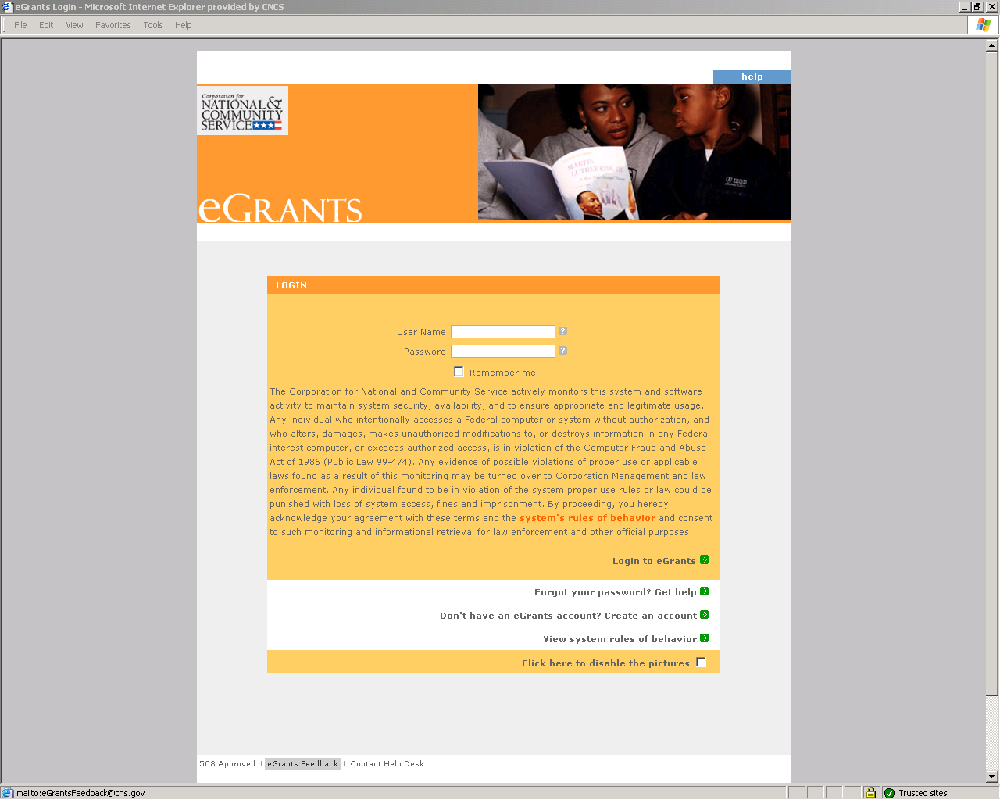 eGrants Login - Microsoft Internet Explorer provided by CNCS
File Edit View Favorites Tools Help
help
Corporation for
NATIONAL &
COMMUNITY
SERVICE
eGRANTS
MARTIN
LUTHER KING, JR.
IZOD
LOGIN
User Name ?
Password ?
Remember me
The Corporation for National and Community Service actively monitors this system and software
activity to maintain system security, availability, and to ensure appropriate and legitimate usage.
Any individual who intentionally accesses a Federal computer or system without authorization, and
who alters, damages, makes unauthorized modifications to, or destroys information in any Federal
interest computer, or exceeds authorized access, is in violation of the Computer Fraud and Abuse
Act of 1986 (Public Law 99-474). Any evidence of possible violations of proper use or applicable
laws found as a result of this monitoring may be turned over to Corporation Management and law
enforcement. Any individual found to be in violation of the system proper use rules or law could be
punished with loss of system access, fines and imprisonment. By proceeding, you hereby
acknowledge your agreement with these terms and the system's rules of behavior and consent
to such monitoring and informational retrieval for law enforcement and other official purposes.
Login to eGrants
Forgot your password? Get help
Don't have an eGrants account? Create an account
View system rules of behavior
Click here to disable the pictures
508 Approved | eGrants Feedback | Contact Help Desk
mailto:eGrantsFeedback@cns.gov Trusted sites